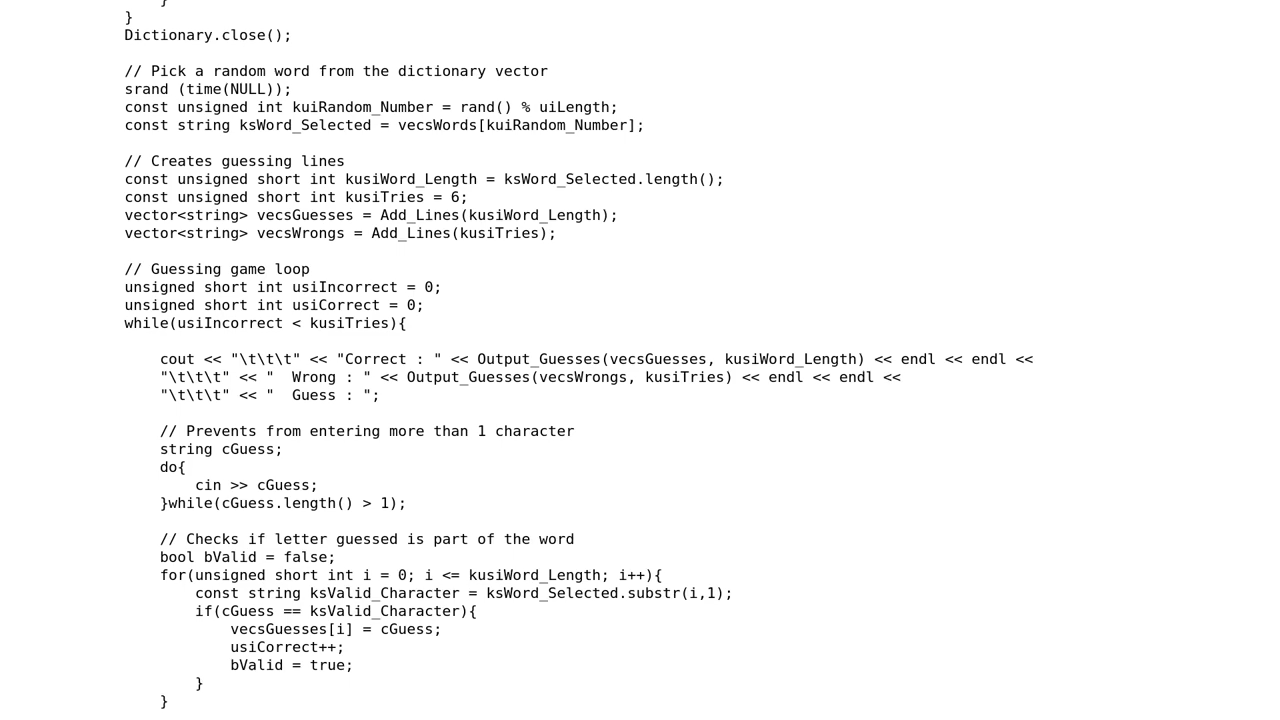 }
}
Dictionary.close();
// Pick a random word from the dictionary vector
srand (time(NULL));
const unsigned int kuiRandom_Number = rand() % uiLength;
const string ksWord_Selected = vecsWords[kuiRandom_Number];
// Creates guessing lines
const unsigned short int kusiWord_Length = ksWord_Selected.length();
const unsigned short int kusiTries = 6;
vector<string> vecsGuesses = Add_Lines(kusiWord_Length);
vector<string> vecsWrongs = Add_Lines(kusiTries);
// Guessing game loop
unsigned short int usiIncorrect = 0;
unsigned short int usiCorrect = 0;
while(usiIncorrect < kusiTries){
cout << "\t\t\t" << "Correct : " << Output_Guesses(vecsGuesses, kusiWord_Length) << endl << endl <<
"\t\t\t" << "  Wrong : " << Output_Guesses(vecsWrongs, kusiTries) << endl << endl <<
"\t\t\t" << "  Guess : ";
// Prevents from entering more than 1 character
string cGuess;
do{
cin >> cGuess;
}while(cGuess.length() > 1);
// Checks if letter guessed is part of the word
bool bValid = false;
for(unsigned short int i = 0; i <= kusiWord_Length; i++){
const string ksValid_Character = ksWord_Selected.substr(i,1);
if(cGuess == ksValid_Character){
vecsGuesses[i] = cGuess;
usiCorrect++;
bValid = true;
}
}